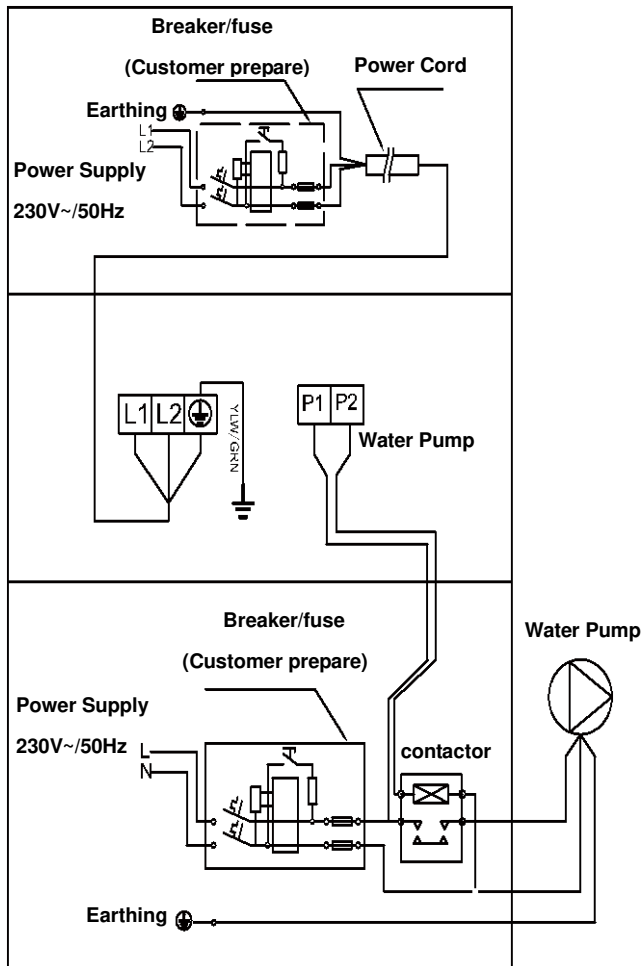 Breaker/fuse
(Customer prepare)
Power Cord
Earthing
L1
L2
Power Supply
230V~/50Hz
L1 L2
YLW/GRN
P1 P2
Water Pump
Breaker/fuse
(Customer prepare)
Water Pump
Power Supply
230V~/50Hz
L
N
contactor
Earthing